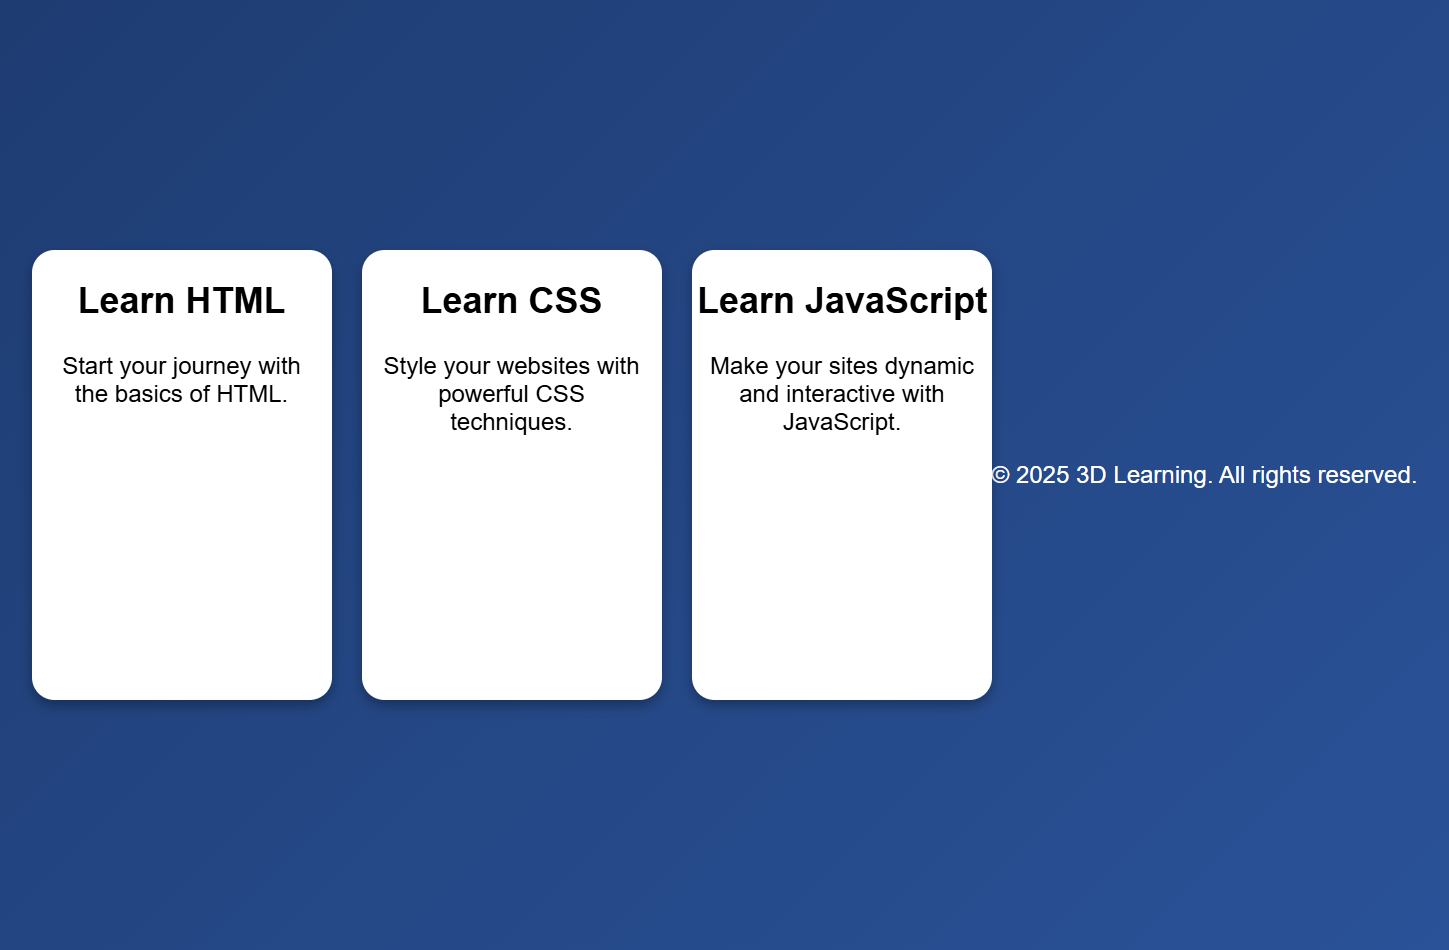 Learn HTML
Start your journey with
the basics of HTML.
Learn CSS
Style your websites with
powerful CSS
techniques.
Learn JavaScript
Make your sites dynamic
and interactive with
JavaScript.
© 2025 3D Learning. All rights reserved.